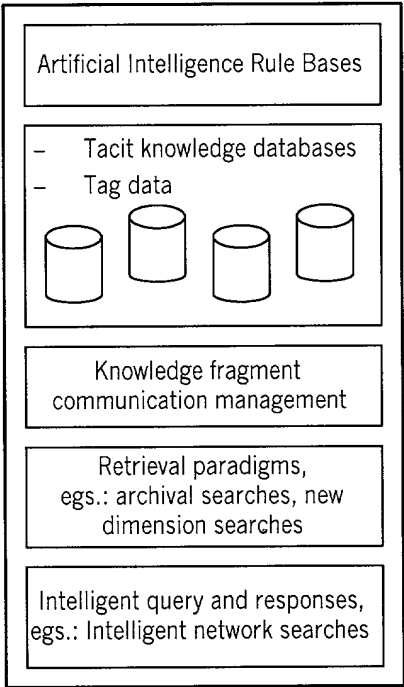 Artificial Intelligence Rule Bases
– Tacit knowledge databases
– Tag data
Knowledge fragment
communication management
Retrieval paradigms,
egs.: archival searches, new
dimension searches
Intelligent query and responses,
egs.: Intelligent network searches